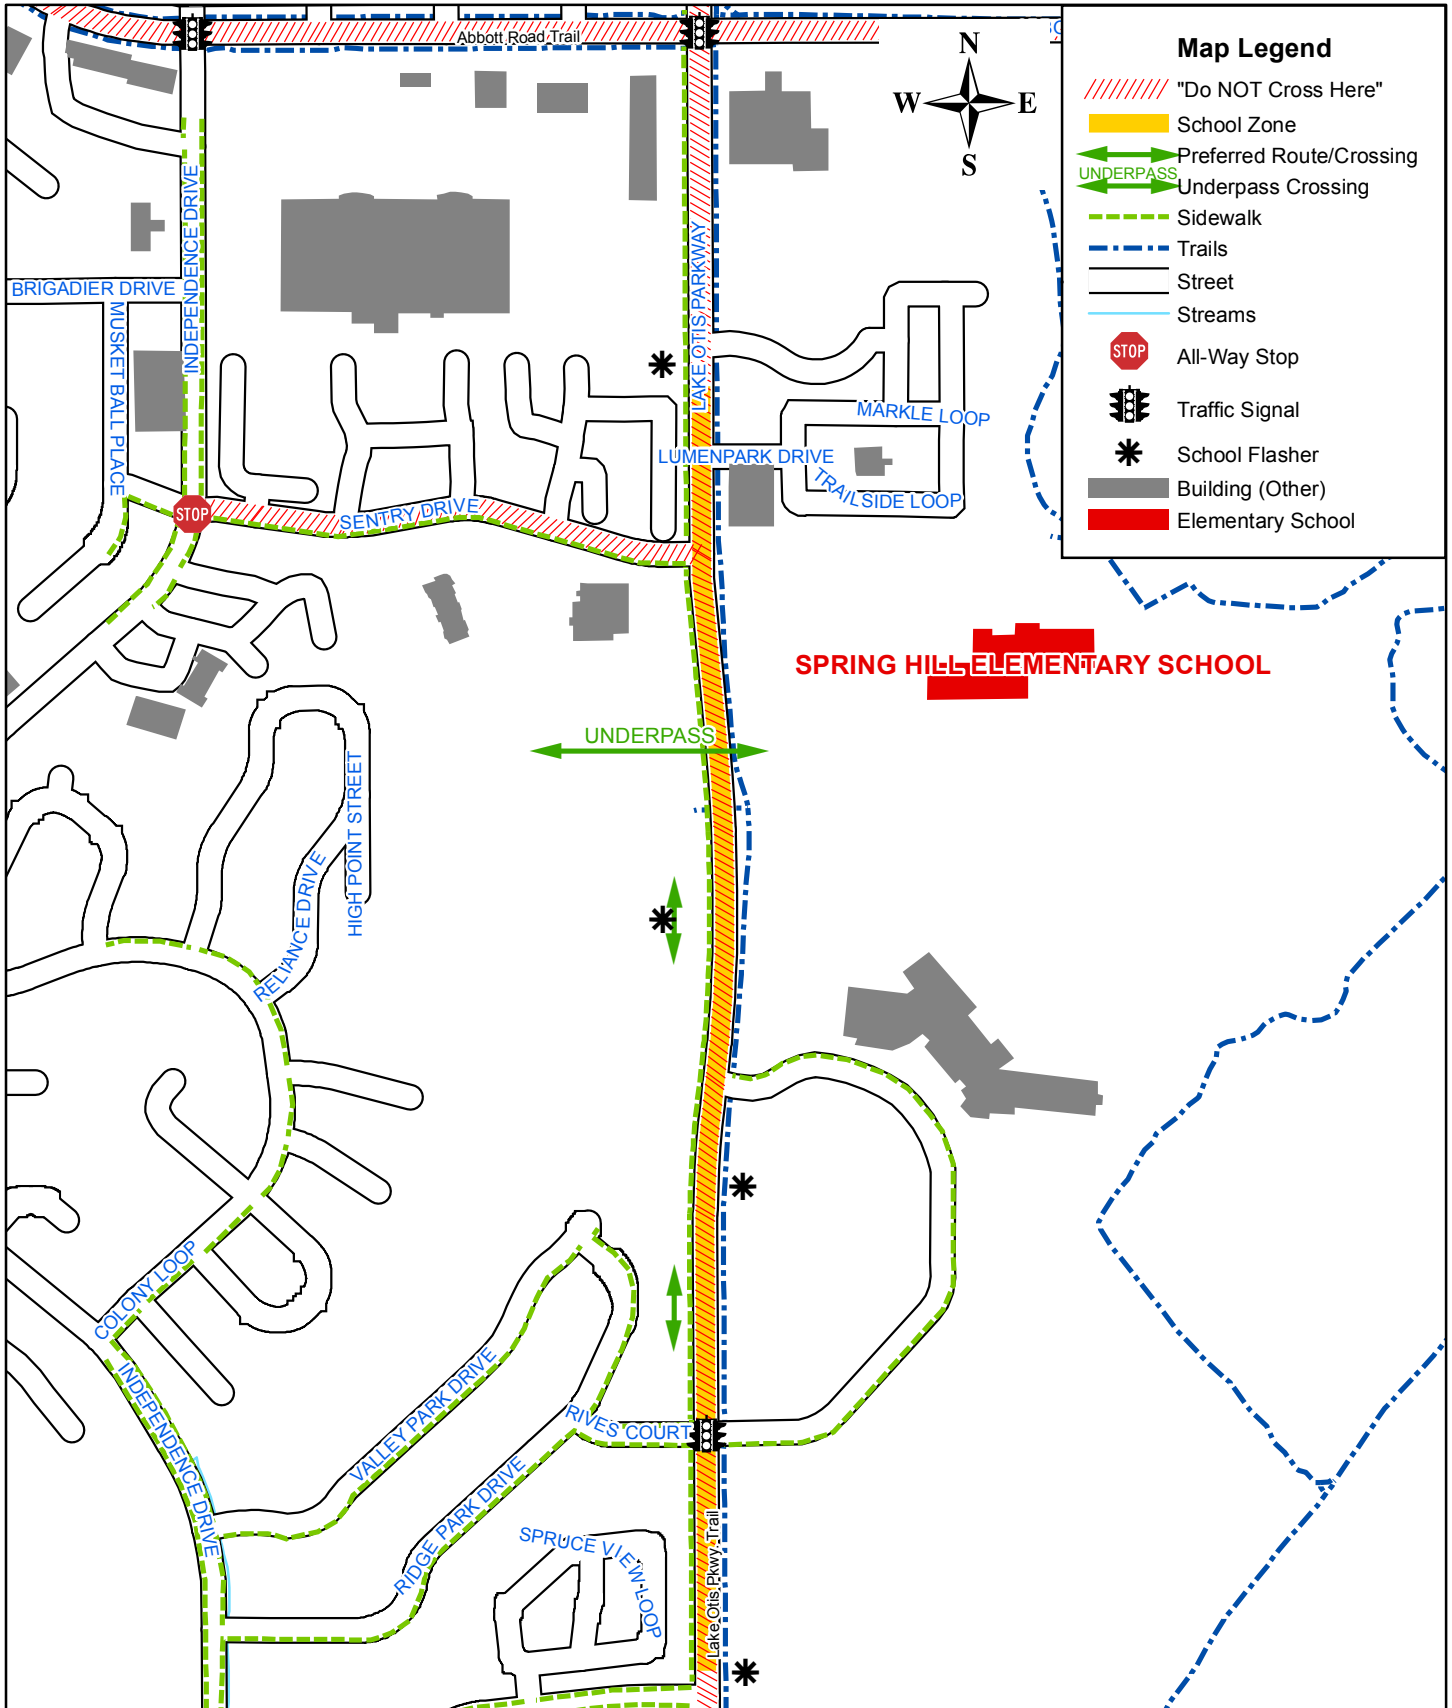 Abbott Road Trail
N
W E
S
Map Legend
"Do NOT Cross Here"
School Zone
Preferred Route/Crossing
UNDERPASS
Underpass Crossing
Sidewalk
Trails
Street
Streams
STOP
All-Way Stop
Traffic Signal
School Flasher
Building (Other)
Elementary School
INDEPENDENCE DRIVE
LAKE OTIS PARKWAY
BRIGADIER DRIVE
MUSKET BALL PLACE
MARKLE LOOP
LUMENPARK DRIVE
TRAILSIDE LOOP
STOP
SENTRY DRIVE
SPRING HILL ELEMENTARY SCHOOL
UNDERPASS
HIGH POINT STREET
RELIANCE DRIVE
COLONY LOOP
INDEPENDENCE DRIVE
VALLEY PARK DRIVE
RIVES COURT
RIDGE PARK DRIVE
SPRUCE VIEW LOOP
Lake Otis Pkwy Trail